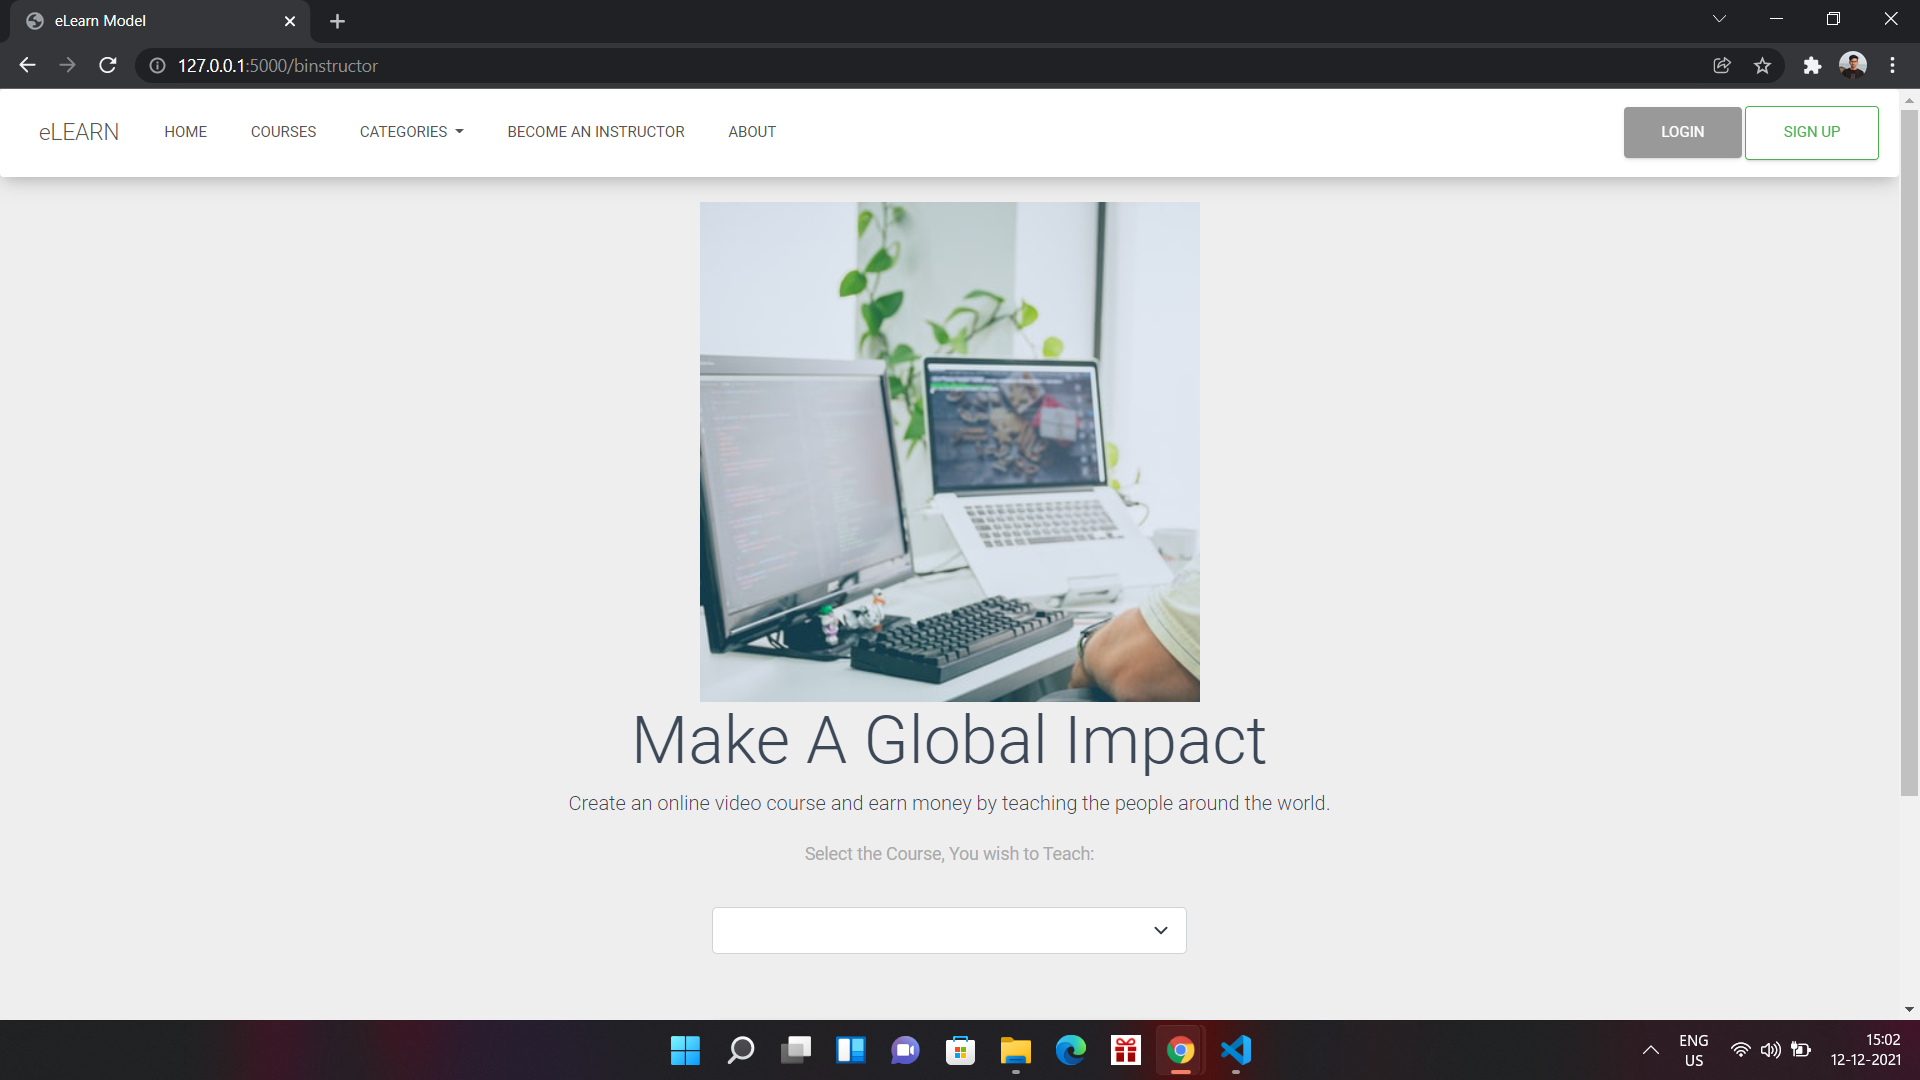 eLearn Model
127.0.0.1:5000/binstructor
eLEARN HOME COURSES CATEGORIES BECOME AN INSTRUCTOR ABOUT LOGIN SIGN UP
Make A Global Impact
Create an online video course and earn money by teaching the people around the world.
Select the Course, You wish to Teach:
ENG
US
15:02
12-12-2021